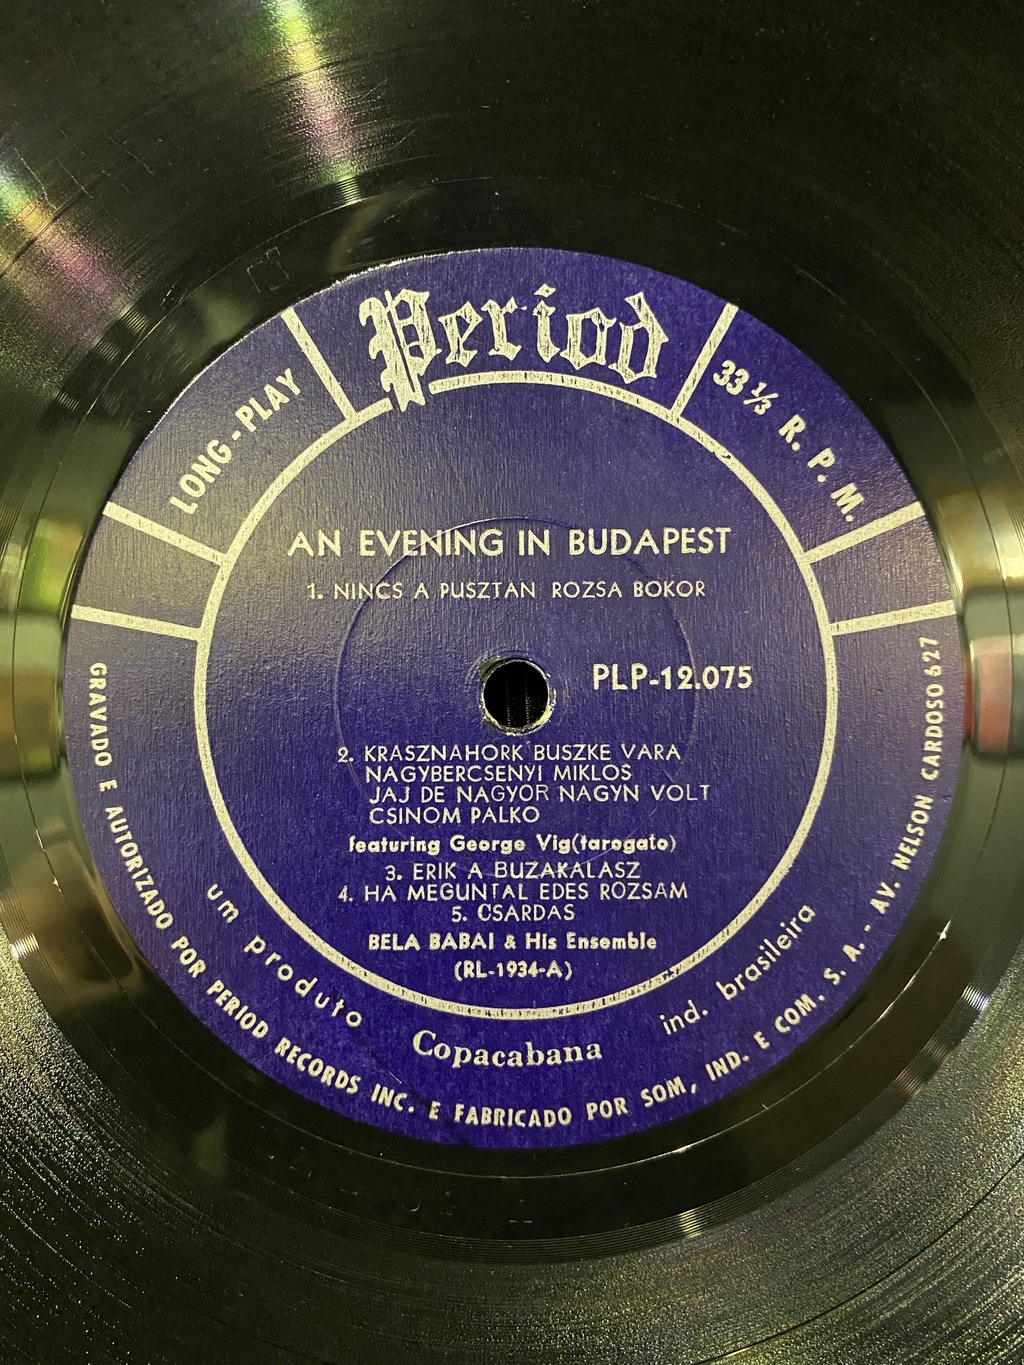 Period
LONG-PLAY
33 ⅓ R. P. M.
AN EVENING IN BUDAPEST
1. NINCS A PUSZTAN ROZSA BOKOR
PLP-12.075
2. KRASZNAHORK BUSZKE VARA
NAGYBERCSENYI MIKLOS
JAJ DE NAGYOR NAGYN VOLT
CSINOM PALKO
featuring George Vig(tarogato)
3. ERIK A BUZAKALASZ
4. HA MEGUNTAL EDES ROZSAM
5. CSARDAS
BELA BABAI & His Ensemble
(RL-1934-A)
um produto Copacabana ind. brasileira
GRAVADO E AUTORIZADO POR PERIOD RECORDS INC. E FABRICADO POR SOM, IND. E COM. S. A. - AV. NELSON CARDOSO 627